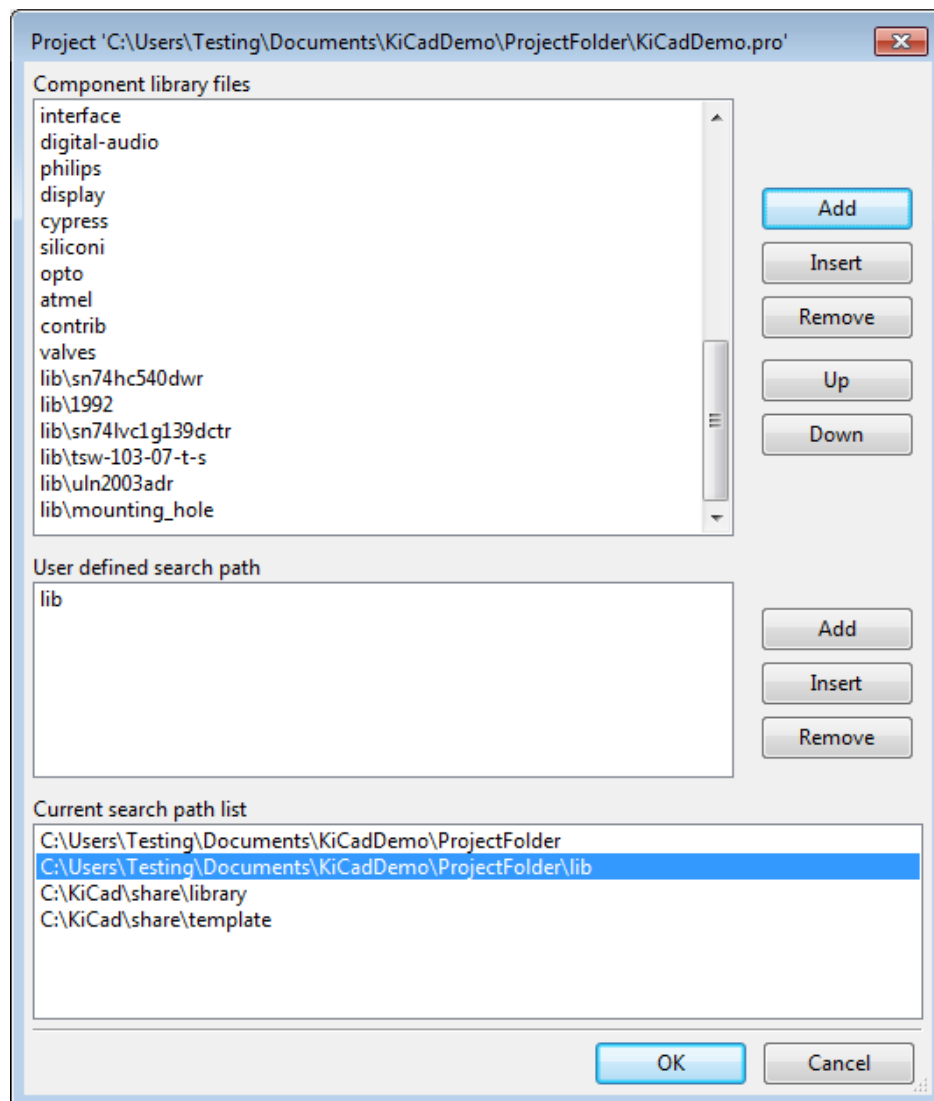 Project 'C:\Users\Testing\Documents\KiCadDemo\ProjectFolder\KiCadDemo.pro'
Component library files
interface
digital-audio
philips
display
cypress
siliconi
opto
atmel
contrib
valves
lib\sn74hc540dwr
lib\1992
lib\sn74lvc1g139dctr
lib\tsw-103-07-t-s
lib\uln2003adr
lib\mounting_hole
Add
Insert
Remove
Up
Down
User defined search path
lib
Add
Insert
Remove
Current search path list
C:\Users\Testing\Documents\KiCadDemo\ProjectFolder
C:\Users\Testing\Documents\KiCadDemo\ProjectFolder\lib
C:\KiCad\share\library
C:\KiCad\share\template
OK
Cancel